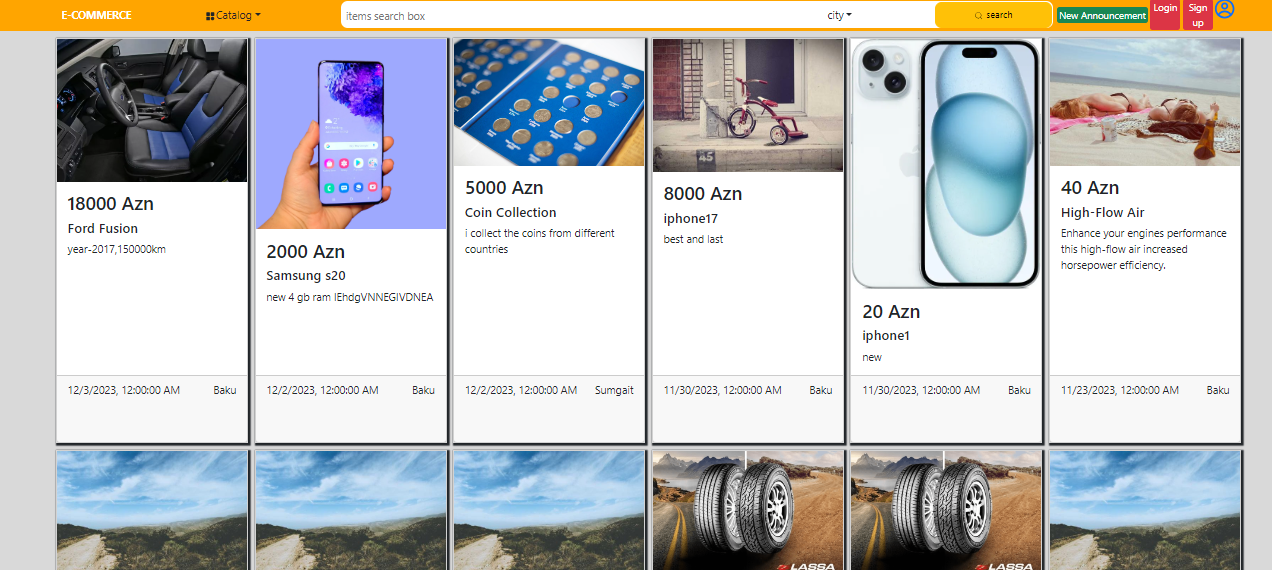 E-COMMERCE
Catalog
items search box
city
search
New Announcement
Login
Sign
up
18000 Azn
Ford Fusion
year-2017,150000km
12/3/2023, 12:00:00 AM Baku
2000 Azn
Samsung s20
new 4 gb ram IEhdgVNNEGIVDNEA
12/2/2023, 12:00:00 AM Baku
5000 Azn
Coin Collection
i collect the coins from different
countries
12/2/2023, 12:00:00 AM Sumgait
45
8000 Azn
iphone17
best and last
11/30/2023, 12:00:00 AM Baku
20 Azn
iphone1
new
11/30/2023, 12:00:00 AM Baku
40 Azn
High-Flow Air
Enhance your engines performance
this high-flow air increased
horsepower efficiency.
11/23/2023, 12:00:00 AM Baku
LASSA
LASSA